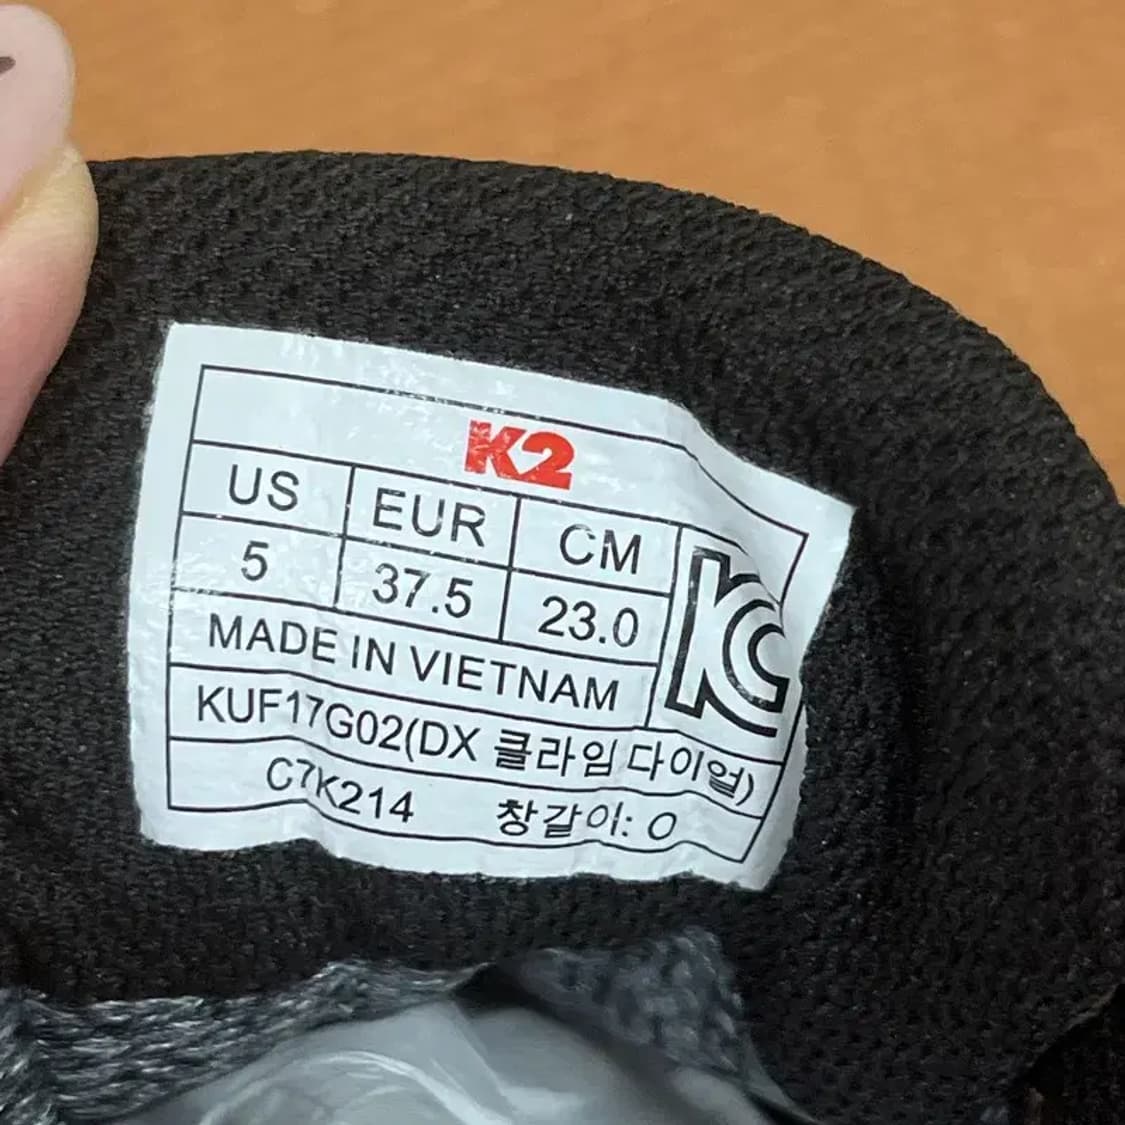 K2
US EUR CM
5 37.5 23.0
KC
MADE IN VIETNAM
KUF17G02(DX 클라임 다이얼)
C7K214 창갈이: O